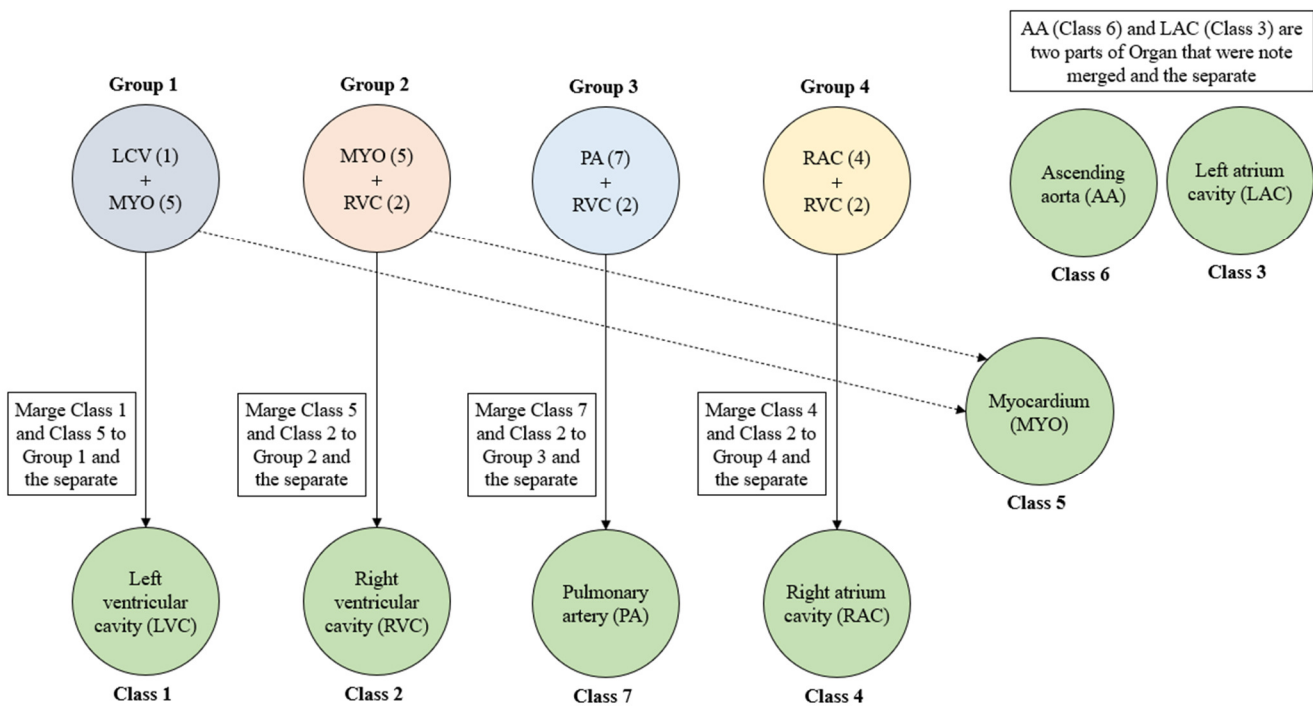 AA (Class 6) and LAC (Class 3) are
two parts of Organ that were note
merged and the separate
Group 1
Group 2
Group 3
Group 4
LCV (1)
+
MYO (5)
MYO (5)
+
RVC (2)
PA (7)
+
RVC (2)
RAC (4)
+
RVC (2)
Ascending
aorta (AA)
Left atrium
cavity (LAC)
Class 6
Class 3
Myocardium
(MYO)
Class 5
Marge Class 1
and Class 5 to
Group 1 and
the separate
Marge Class 5
and Class 2 to
Group 2 and
the separate
Marge Class 7
and Class 2 to
Group 3 and
the separate
Marge Class 4
and Class 2 to
Group 4 and
the separate
Left
ventricular
cavity (LVC)
Right
ventricular
cavity (RVC)
Pulmonary
artery (PA)
Right atrium
cavity (RAC)
Class 1
Class 2
Class 7
Class 4